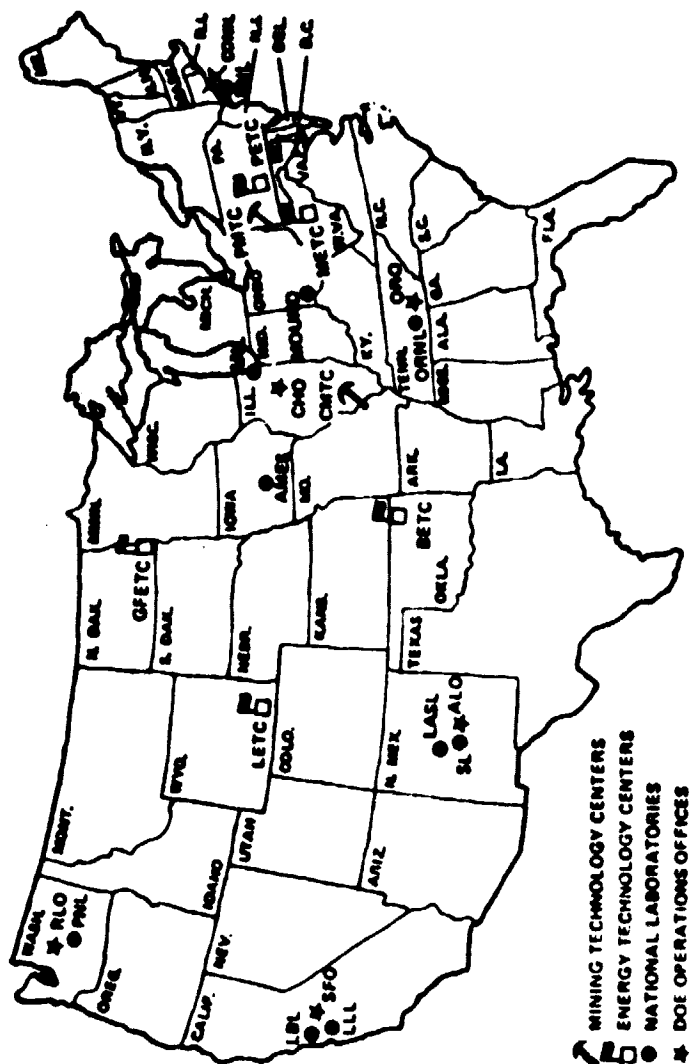 WASH.
RLO
PNL
OREG.
CALIF.
LBL
SFO
LLL
NEV.
IDAHO
MONT.
WYO.
UTAH
ARIZ
LETC
COLO.
N. MEX.
LASL
SL
ALO
N. DAK.
GFETC
S. DAK.
NEBR.
KANS.
TEXAS
OKLA.
BETC
MINN.
IOWA
AMES
MO.
ARK.
LA.
WISC.
ILL
CHO
CMTC
MICH.
IND.
OHIO
MOUND
KY.
TENN.
ORNL
ORO
ALA.
GA.
FLA.
S.C.
N.C.
W.VA.
VA.
METC
PMTC
PETC
PA.
N.Y.
VT.
ME.
R.I.
CONN.
N.J.
DEL.
D.C.
MINING TECHNOLOGY CENTERS
ENERGY TECHNOLOGY CENTERS
NATIONAL LABORATORIES
DOE OPERATIONS OFFICES